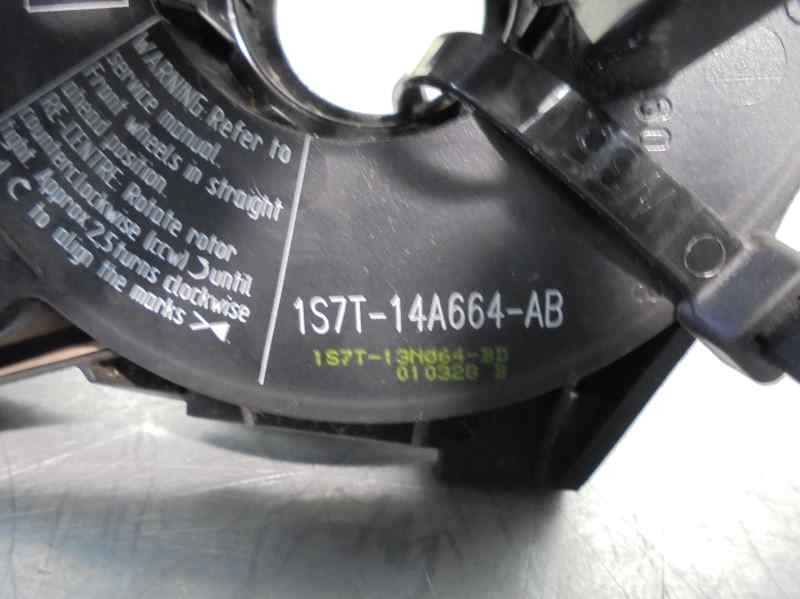 WARNING: Refer to
service manual.
Front wheels in straight
ahead position.
RE-CENTRE: Rotate rotor
Counterclockwise (ccw) until
tight. Approx 2.5 turns clockwise
to align the marks
1S7T-14A664-AB
1S7T-13N064-BD
010320 B